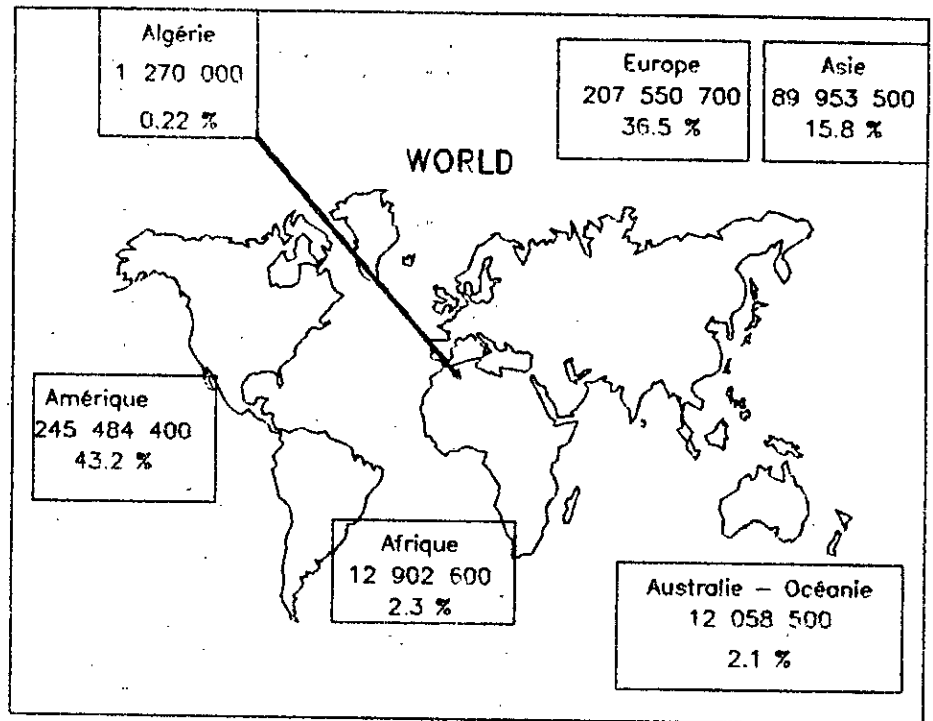 Algérie
1 270 000
0.22 %
Europe
207 550 700
36.5 %
Asie
89 953 500
15.8 %
WORLD
Amérique
245 484 400
43.2 %
Afrique
12 902 600
2.3 %
Australie – Océanie
12 058 500
2.1 %